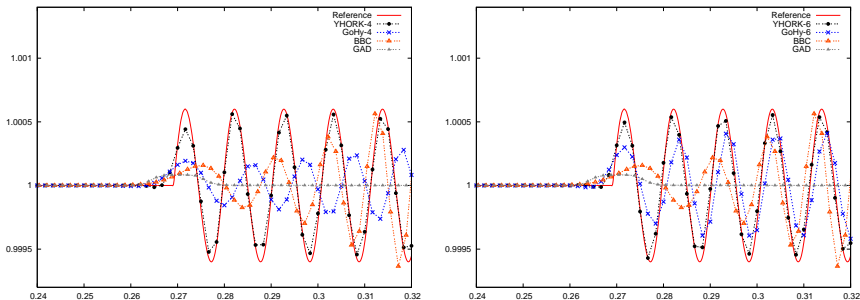 1.001
1.0005
1
0.9995
0.24 0.25 0.26 0.27 0.28 0.29 0.3 0.31 0.32
Reference
YHORK-4
GoHy-4
BBC
GAD
1.001
1.0005
1
0.9995
0.24 0.25 0.26 0.27 0.28 0.29 0.3 0.31 0.32
Reference
YHORK-6
GoHy-6
BBC
GAD